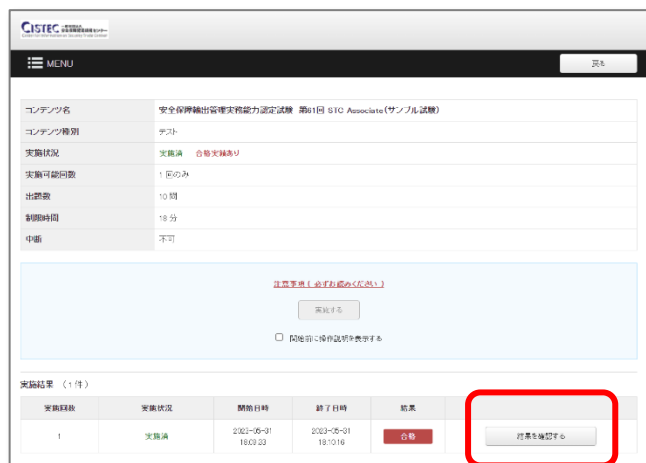 CISTEC
MENU
戻る
コンテンツ名 安全保障輸出管理実務能力認定試験 第61回 STC Associate(サンプル試験)
コンテンツ種別 テスト
実施状況 実施済 合格実績あり
実施可能回数 1 回のみ
出題数 10 問
制限時間 18 分
中断 不可
注意事項 ( 必ずお読みください )
実施する
開始前に操作説明を表示する
実施結果 (1 件)
実施回数 実施状況 開始日時 終了日時 結果
1 実施済 2023-05-31 2023-05-31 合格 結果を確認する
18:09:33 18:10:16